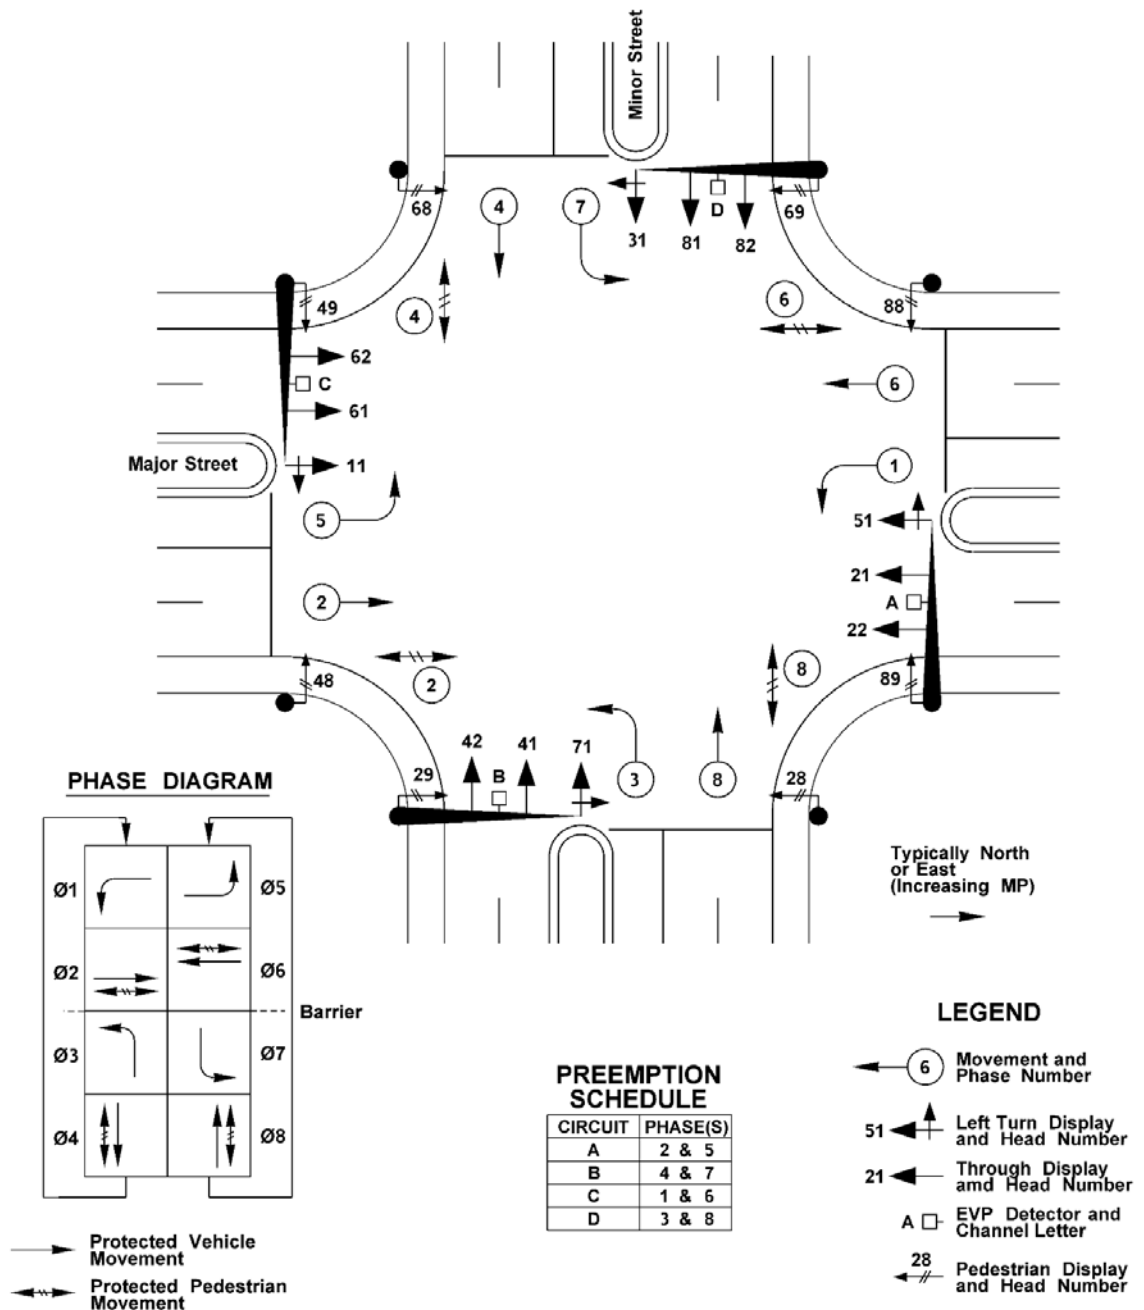 Minor Street
68
4
7
31
81
D
82
69
49
4
6
88
62
C
6
61
Major Street
11
1
5
51
21
2
A
22
48
2
8
89
42
41
71
B
29
3
8
28
PHASE DIAGRAM
Typically North
or East
(Increasing MP)
Ø1
Ø5
Ø2
Ø6
Barrier
Ø3
Ø7
Ø4
Ø8
Protected Vehicle
Movement
Protected Pedestrian
Movement
PREEMPTION
SCHEDULE
CIRCUIT PHASE(S)
A 2 & 5
B 4 & 7
C 1 & 6
D 3 & 8
LEGEND
6 Movement and
Phase Number
51 Left Turn Display
and Head Number
21 Through Display
amd Head Number
A EVP Detector and
Channel Letter
28 Pedestrian Display
and Head Number